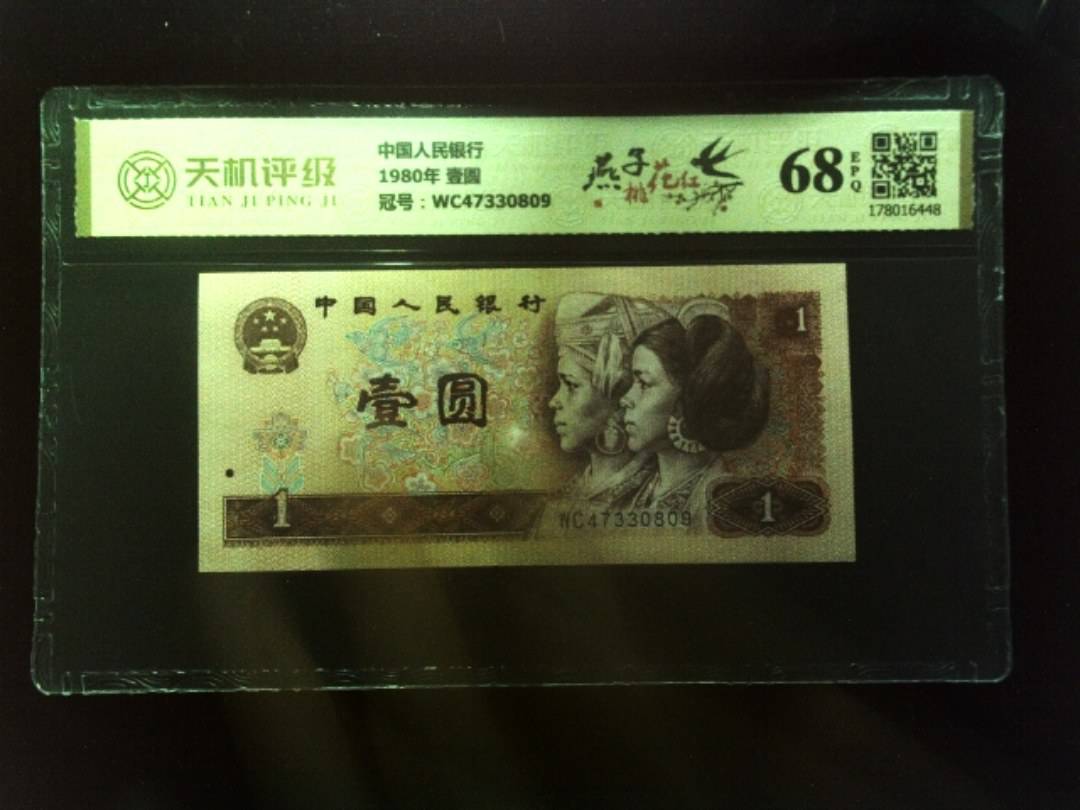 天机评级
TIAN JI PING JI
中国人民银行
1980年 壹圆
冠号：WC47330809
燕子
桃花红
68
EPQ
178016448
中国人民银行
1
壹圆
1
WC47330809
1